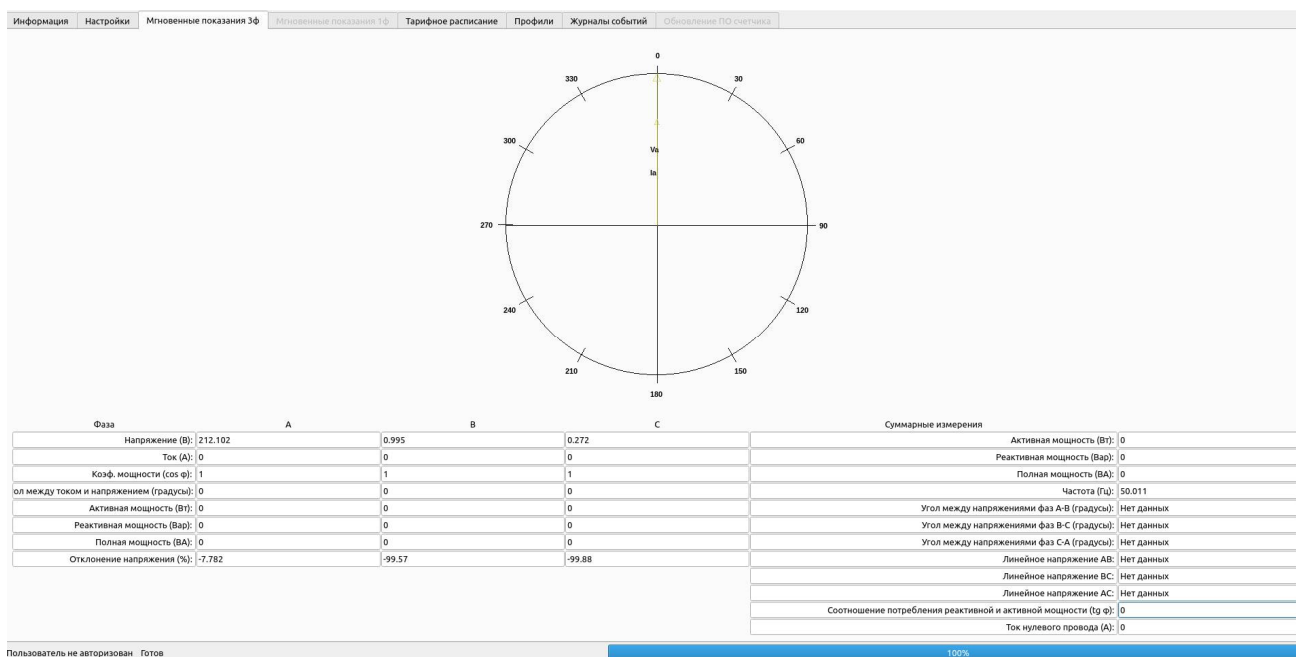 Информация Настройки Мгновенные показания 3ф Мгновенные показания 1ф Тарифное расписание Профили Журналы событий Обновление ПО счетчика
0
330 30
300 60
Va
Ia
270 90
240 120
210 150
180
Фаза A B C Суммарные измерения
Напряжение (В): 212.102 0.995 0.272 Активная мощность (Вт): 0
Ток (А): 0 0 0 Реактивная мощность (Вар): 0
Коэф. мощности (cos φ): 1 1 1 Полная мощность (ВА): 0
ол между током и напряжением (градусы): 0 0 0 Частота (Гц): 50.011
Активная мощность (Вт): 0 0 0 Угол между напряжениями фаз A-B (градусы): Нет данных
Реактивная мощность (Вар): 0 0 0 Угол между напряжениями фаз B-C (градусы): Нет данных
Полная мощность (ВА): 0 0 0 Угол между напряжениями фаз C-A (градусы): Нет данных
Отклонение напряжения (%): -7.782 -99.57 -99.88 Линейное напряжение AB: Нет данных
Линейное напряжение BC: Нет данных
Линейное напряжение AC: Нет данных
Соотношение потребления реактивной и активной мощности (tg φ): 0
Ток нулевого провода (А): 0
Пользователь не авторизован Готов 100%